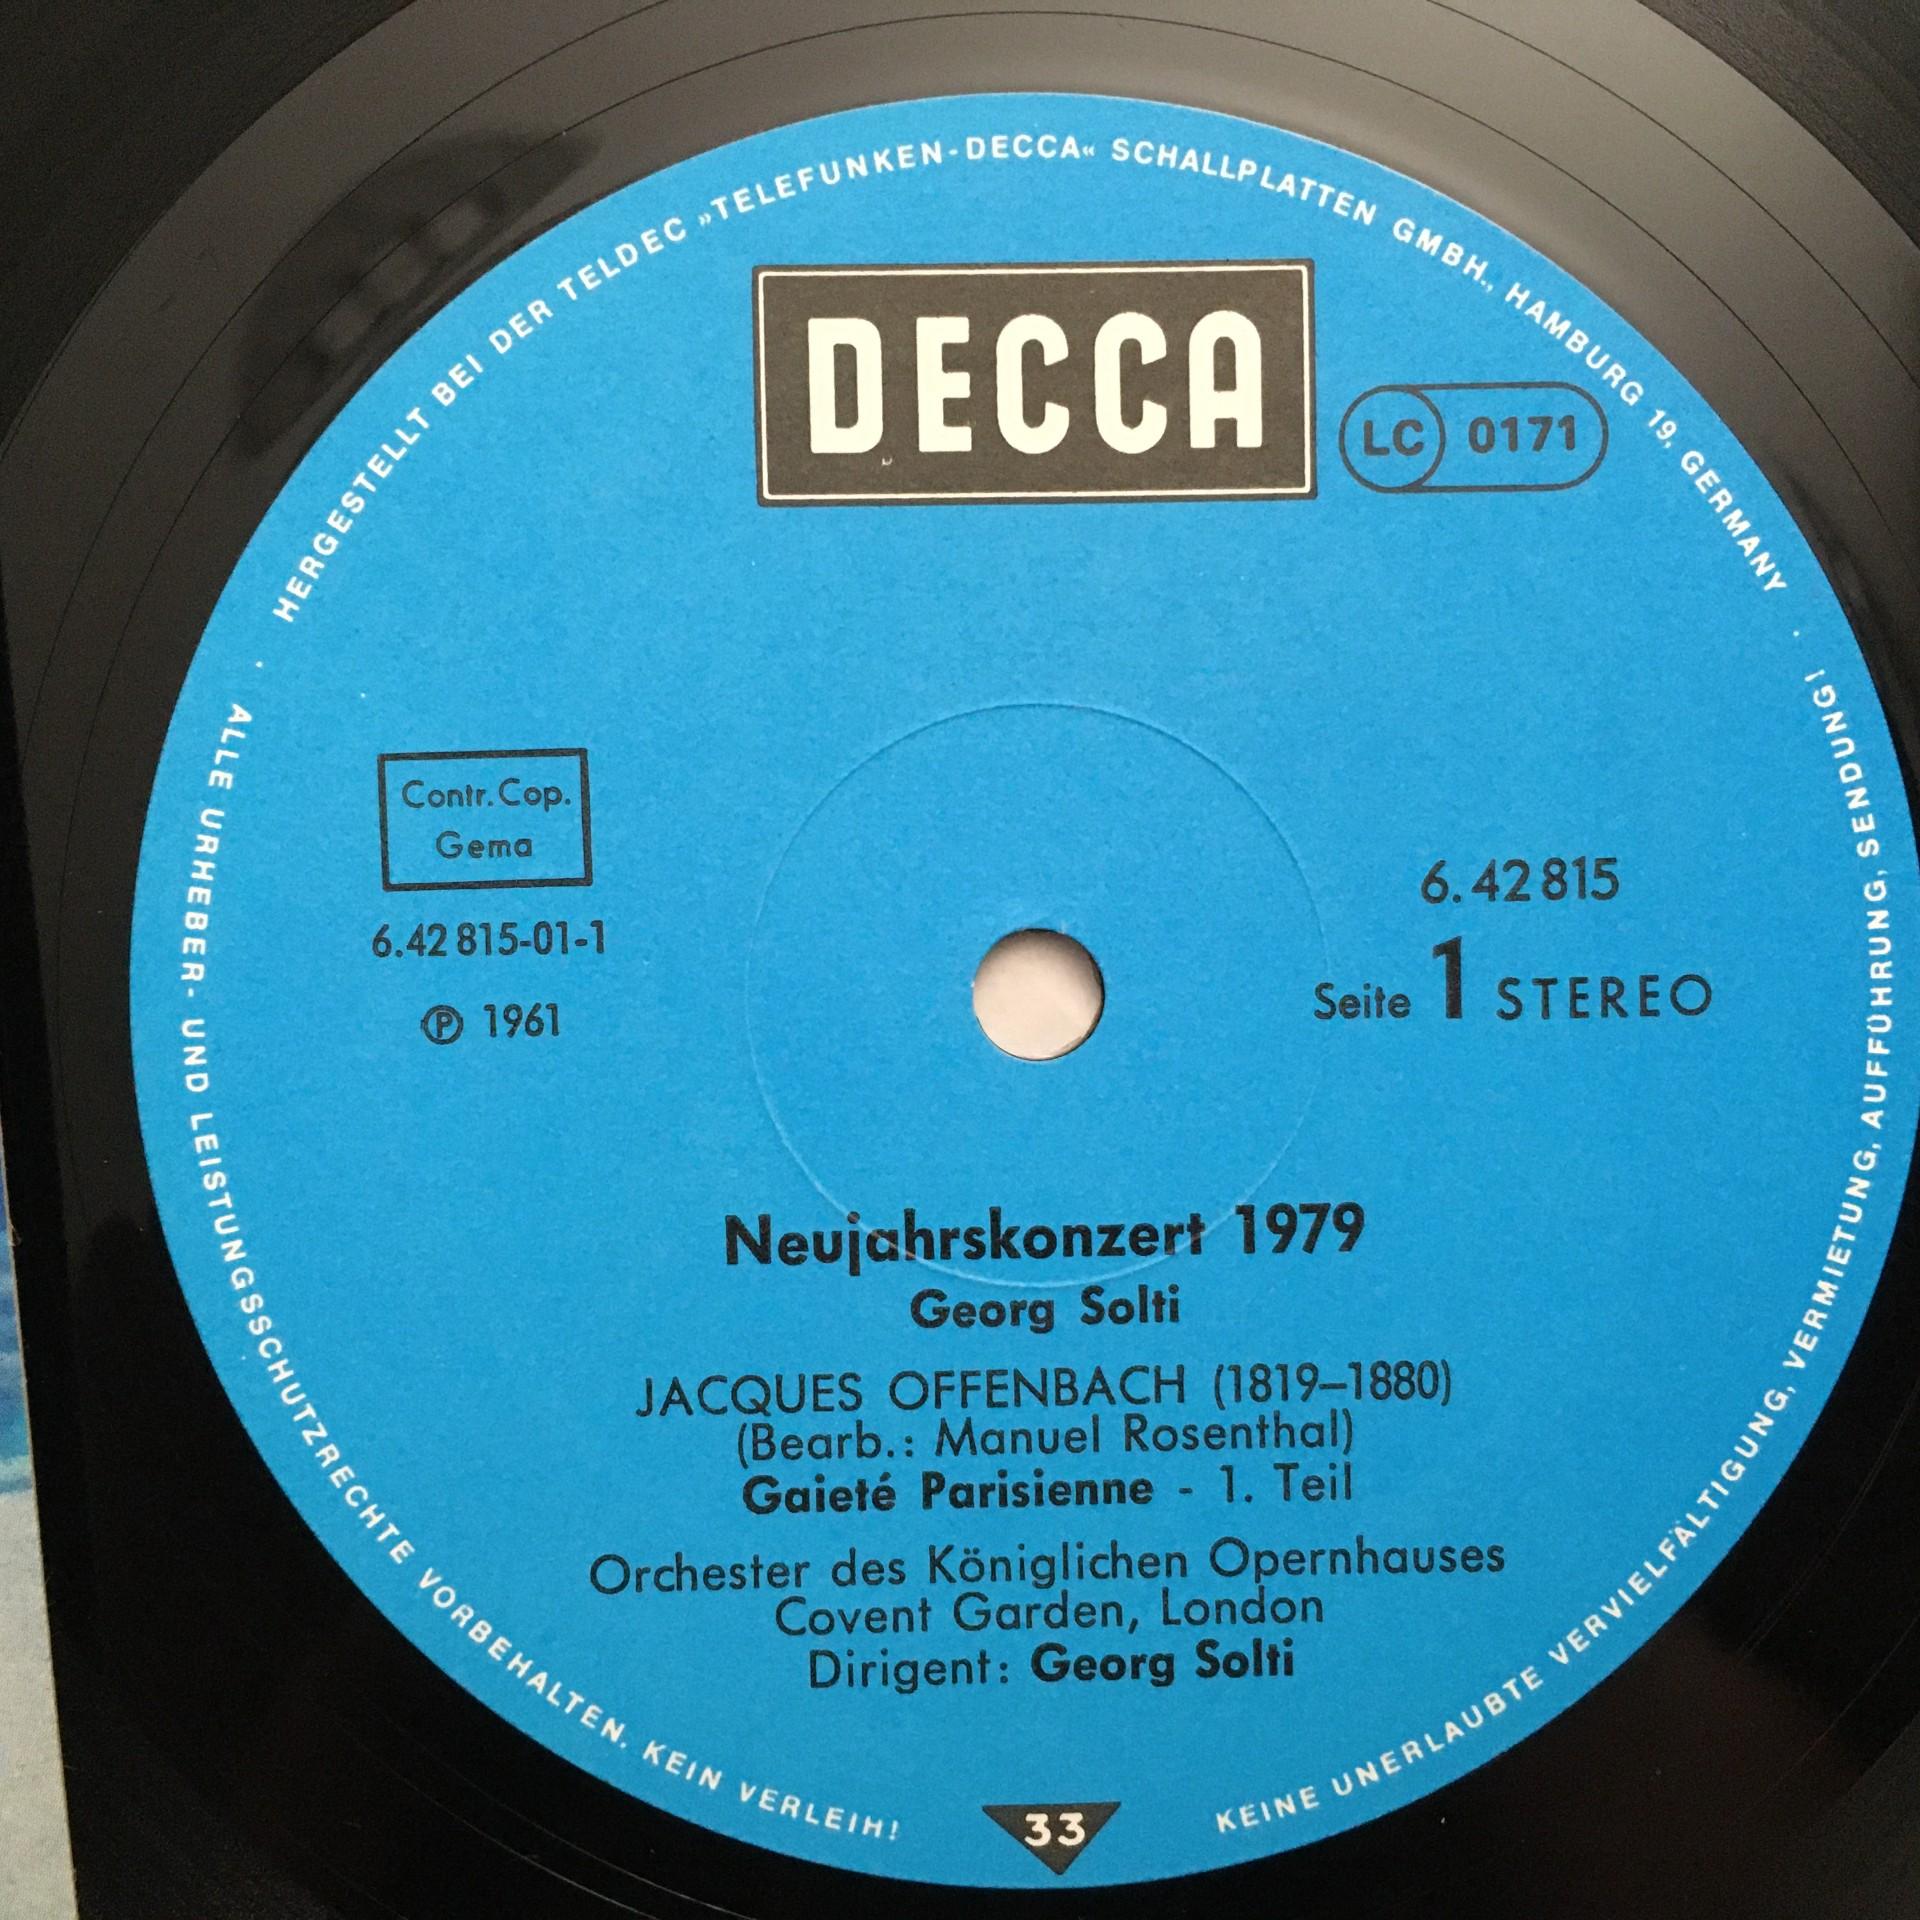 HERGESTELLT BEI DER TELDEC »TELEFUNKEN-DECCA« SCHALLPLATTEN GMBH., HAMBURG 19, GERMANY
DECCA
LC 0171
Contr. Cop.
Gema
6.42 815-01-1
℗ 1961
6.42 815
Seite 1 STEREO
Neujahrskonzert 1979
Georg Solti
JACQUES OFFENBACH (1819–1880)
(Bearb.: Manuel Rosenthal)
Gaieté Parisienne - 1. Teil
Orchester des Königlichen Opernhauses
Covent Garden, London
Dirigent: Georg Solti
33
· ALLE URHEBER- UND LEISTUNGSSCHUTZRECHTE VORBEHALTEN. KEIN VERLEIH!
KEINE UNERLAUBTE VERVIELFÄLTIGUNG, VERMIETUNG, AUFFÜHRUNG, SENDUNG! ·